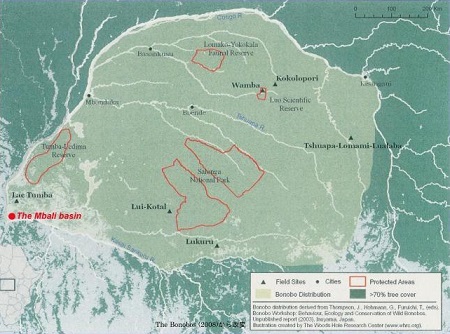 Congo R.
0
100
200 Km
Lomako-Yokokala
Faunal Reserve
Basankusu
Kokolopori
Wamba
Luo Scientific
Reserve
Kisangani
Mbandaka
Boende
Tshuapa-Lomami-Lualaba
Tumba-Lediima
Reserve
Salonga
National Park
Lac Tumba
The Mbali basin
Lui-Kotal
Lukuru
Field Sites
Cities
Protected Areas
Bonobo Distribution
>70% tree cover
Bonobo distribution derived from Thompson, J., Hohmann, G., Furuichi, T., (eds),
Bonobo Workshop: Behaviour, Ecology and Conservation of Wild Bonobos.
Unpublished report (2003), Inuyama, Japan.
Illustration created by The Woods Hole Research Center (www.whrc.org).
The Bonobos (2008)から改変